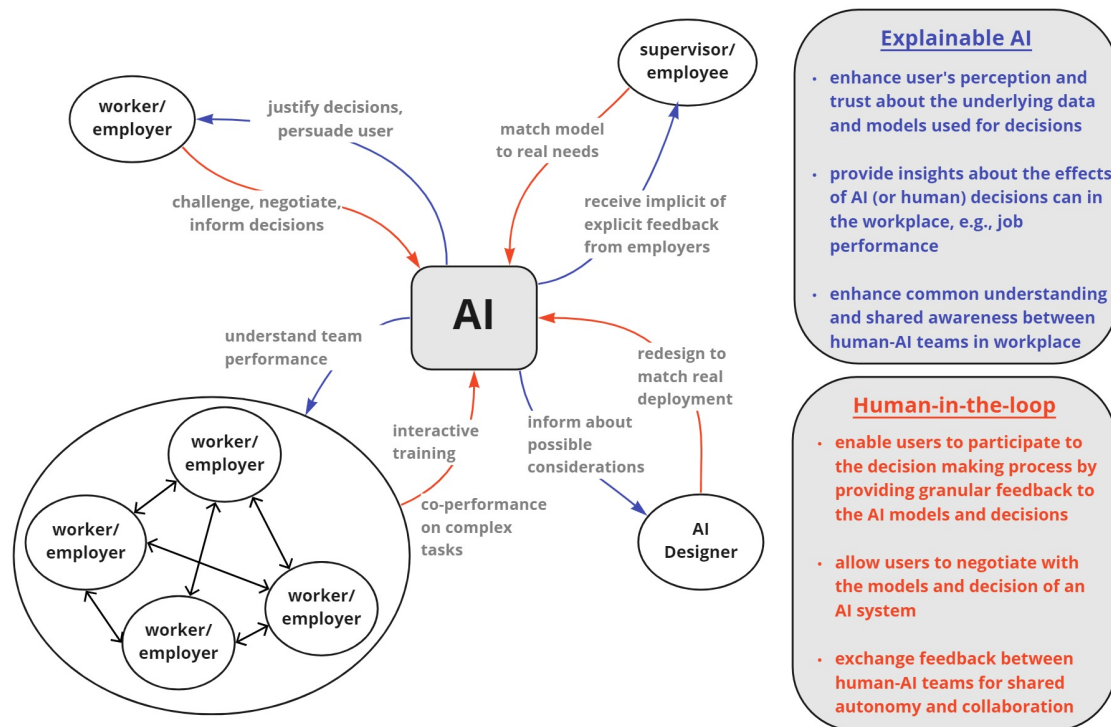 worker/
employer
justify decisions,
persuade user
challenge, negotiate,
inform decisions
supervisor/
employee
match model
to real needs
receive implicit of
explicit feedback
from employers
AI
understand team
performance
interactive
training
co-performance
on complex
tasks
inform about
possible
considerations
redesign to
match real
deployment
AI
Designer
worker/
employer
worker/
employer
worker/
employer
worker/
employer
Explainable AI
• enhance user's perception and
trust about the underlying data
and models used for decisions
• provide insights about the effects
of AI (or human) decisions can in
the workplace, e.g., job
performance
• enhance common understanding
and shared awareness between
human-AI teams in workplace
Human-in-the-loop
• enable users to participate to
the decision making process by
providing granular feedback to
the AI models and decisions
• allow users to negotiate with
the models and decision of an
AI system
• exchange feedback between
human-AI teams for shared
autonomy and collaboration